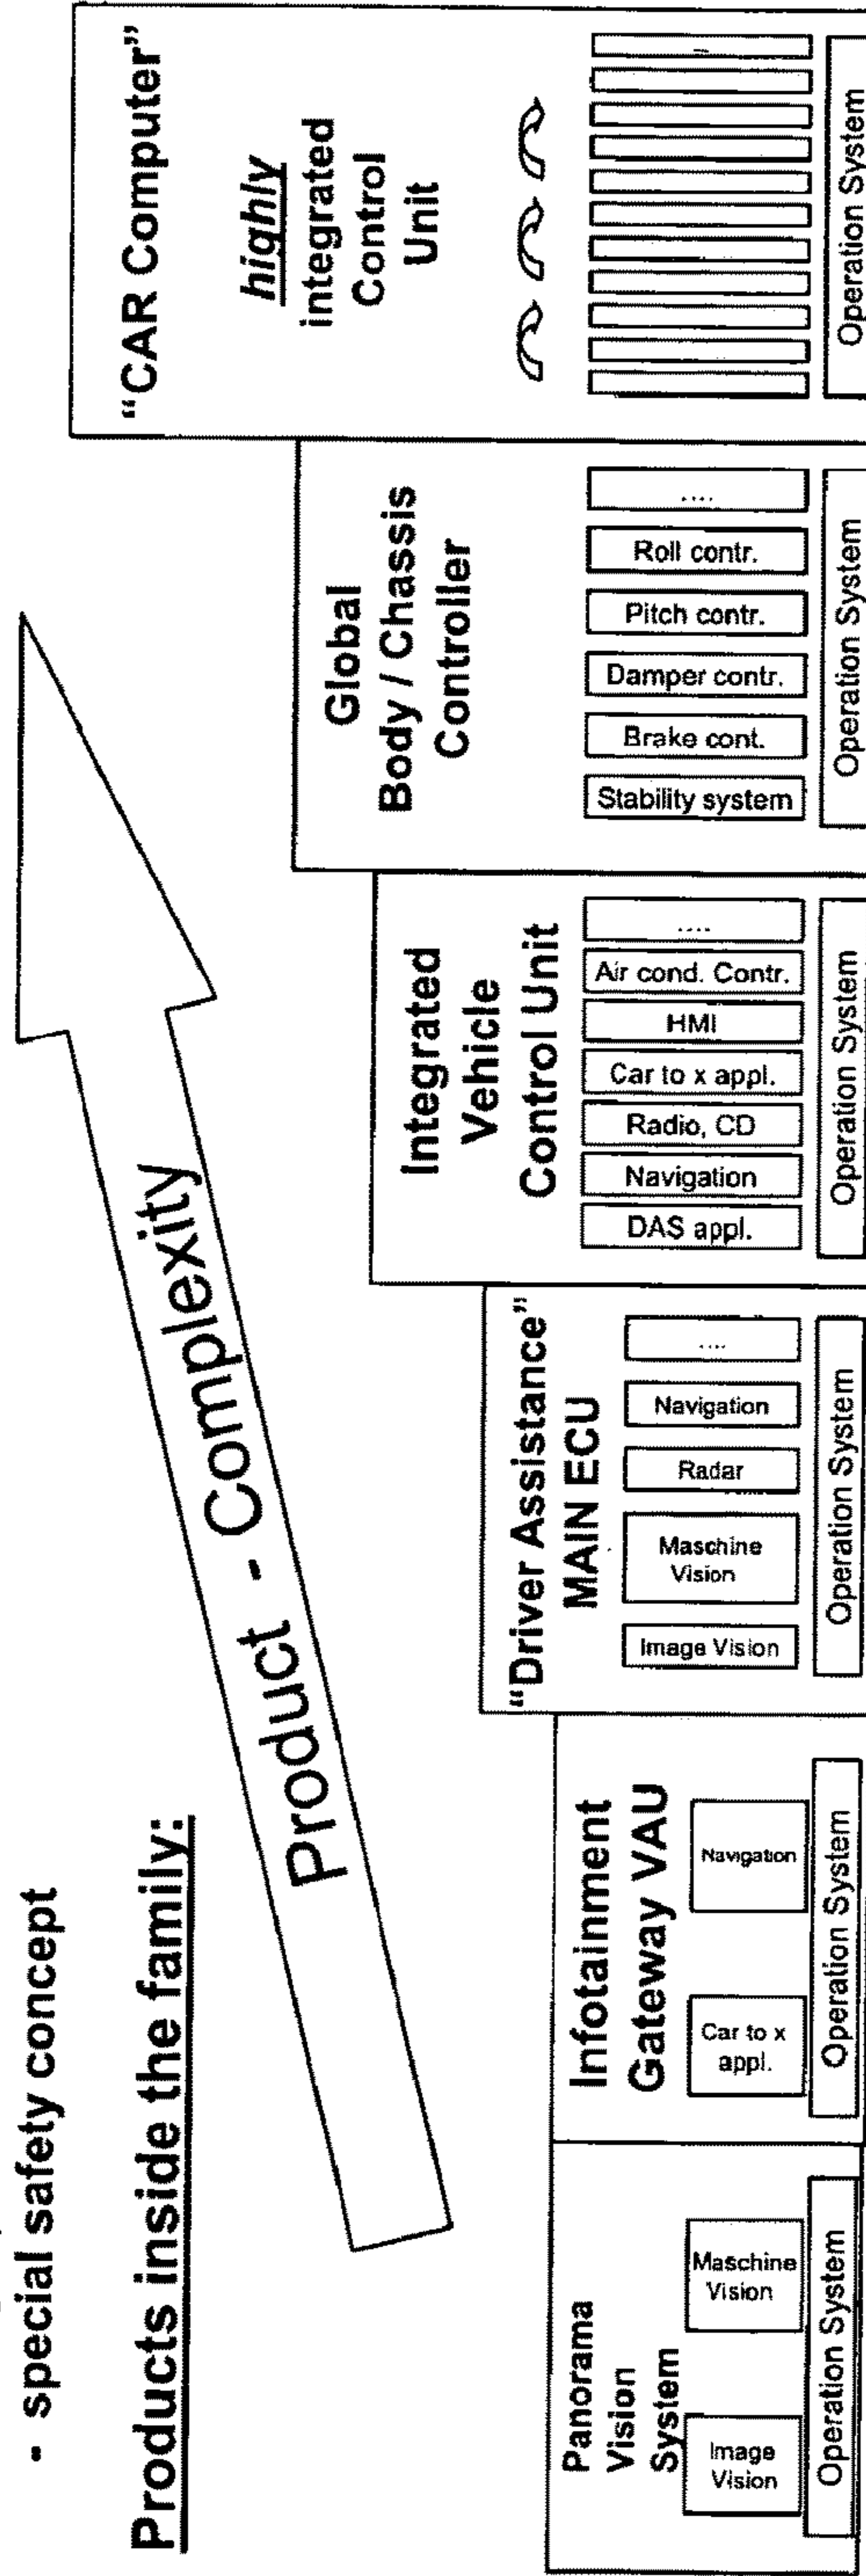 - special safety concept
Products inside the family:
Product - Complexity
Panorama
Vision
System
Image
Vision
Maschine
Vision
Operation System
Infotainment
Gateway VAU
Car to x
appl.
Navigation
Operation System
"Driver Assistance"
MAIN ECU
Image Vision
Maschine
Vision
Radar
Navigation
....
Operation System
Integrated
Vehicle
Control Unit
DAS appl.
Navigation
Radio, CD
Car to x appl.
HMI
Air cond. Contr.
....
Operation System
Global
Body / Chassis
Controller
Stability system
Brake cont.
Damper contr.
Pitch contr.
Roll contr.
....
Operation System
"CAR Computer"
highly
integrated
Control
Unit
Operation System